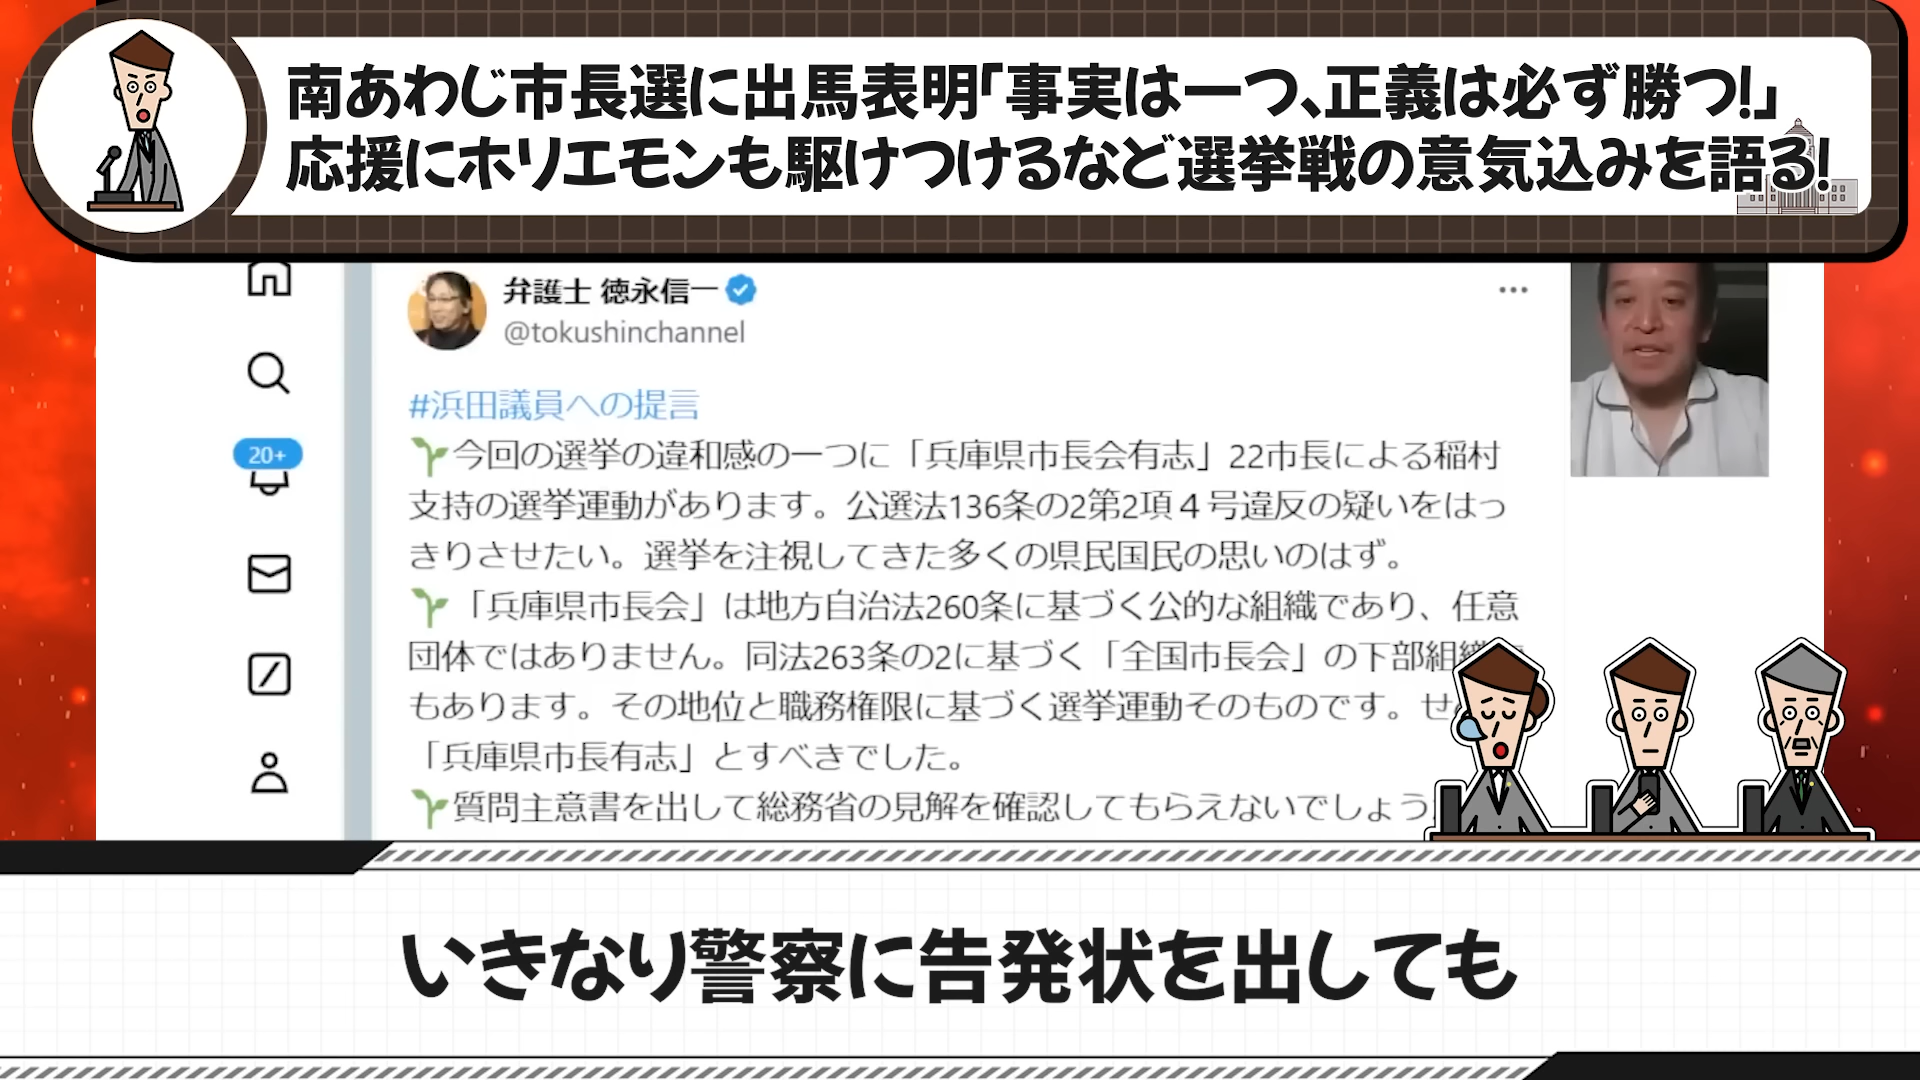 南あわじ市長選に出馬表明「事実は一つ、正義は必ず勝つ!」
応援にホリエモンも駆けつけるなど選挙戦の意気込みを語る!
弁護士 徳永信一
@tokushinchannel
20+
#浜田議員への提言
今回の選挙の違和感の一つに「兵庫県市長会有志」22市長による稲村
支持の選挙運動があります。公選法136条の2第2項４号違反の疑いをはっ
きりさせたい。選挙を注視してきた多くの県民国民の思いのはず。
「兵庫県市長会」は地方自治法260条に基づく公的な組織であり、任意
団体ではありません。同法263条の2に基づく「全国市長会」の下部組織
もあります。その地位と職務権限に基づく選挙運動そのものです。せ
「兵庫県市長有志」とすべきでした。
質問主意書を出して総務省の見解を確認してもらえないでしょう
いきなり警察に告発状を出しても